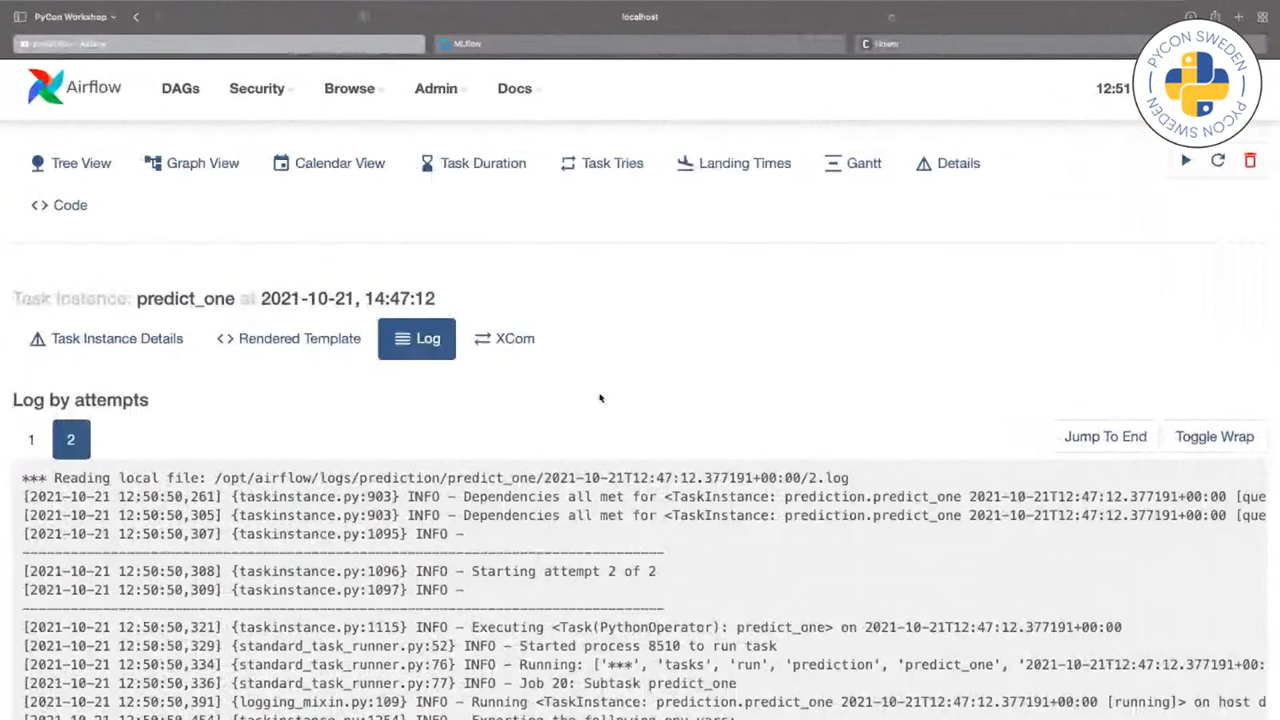 PyCon Workshop
localhost
MLflow
PYCON SWEDEN
PYCON SWEDEN
Airflow
DAGs
Security
Browse
Admin
Docs
12:51
Tree View
Graph View
Calendar View
Task Duration
Task Tries
Landing Times
Gantt
Details
<> Code
Task Instance: predict_one at 2021-10-21, 14:47:12
Task Instance Details
<> Rendered Template
Log
XCom
Log by attempts
1
2
Jump To End
Toggle Wrap
*** Reading local file: /opt/airflow/logs/prediction/predict_one/2021-10-21T12:47:12.377191+00:00/2.log
[2021-10-21 12:50:50,261] {taskinstance.py:903} INFO - Dependencies all met for <TaskInstance: prediction.predict_one 2021-10-21T12:47:12.377191+00:00 [que
[2021-10-21 12:50:50,305] {taskinstance.py:903} INFO - Dependencies all met for <TaskInstance: prediction.predict_one 2021-10-21T12:47:12.377191+00:00 [que
[2021-10-21 12:50:50,307] {taskinstance.py:1095} INFO -
--------------------------------------------------------------------------------
[2021-10-21 12:50:50,308] {taskinstance.py:1096} INFO - Starting attempt 2 of 2
[2021-10-21 12:50:50,309] {taskinstance.py:1097} INFO -
--------------------------------------------------------------------------------
[2021-10-21 12:50:50,321] {taskinstance.py:1115} INFO - Executing <Task(PythonOperator): predict_one> on 2021-10-21T12:47:12.377191+00:00
[2021-10-21 12:50:50,329] {standard_task_runner.py:52} INFO - Started process 8510 to run task
[2021-10-21 12:50:50,334] {standard_task_runner.py:76} INFO - Running: ['***', 'tasks', 'run', 'prediction', 'predict_one', '2021-10-21T12:47:12.377191+00:
[2021-10-21 12:50:50,336] {standard_task_runner.py:77} INFO - Job 20: Subtask predict_one
[2021-10-21 12:50:50,391] {logging_mixin.py:109} INFO - Running <TaskInstance: prediction.predict_one 2021-10-21T12:47:12.377191+00:00 [running]> on host d